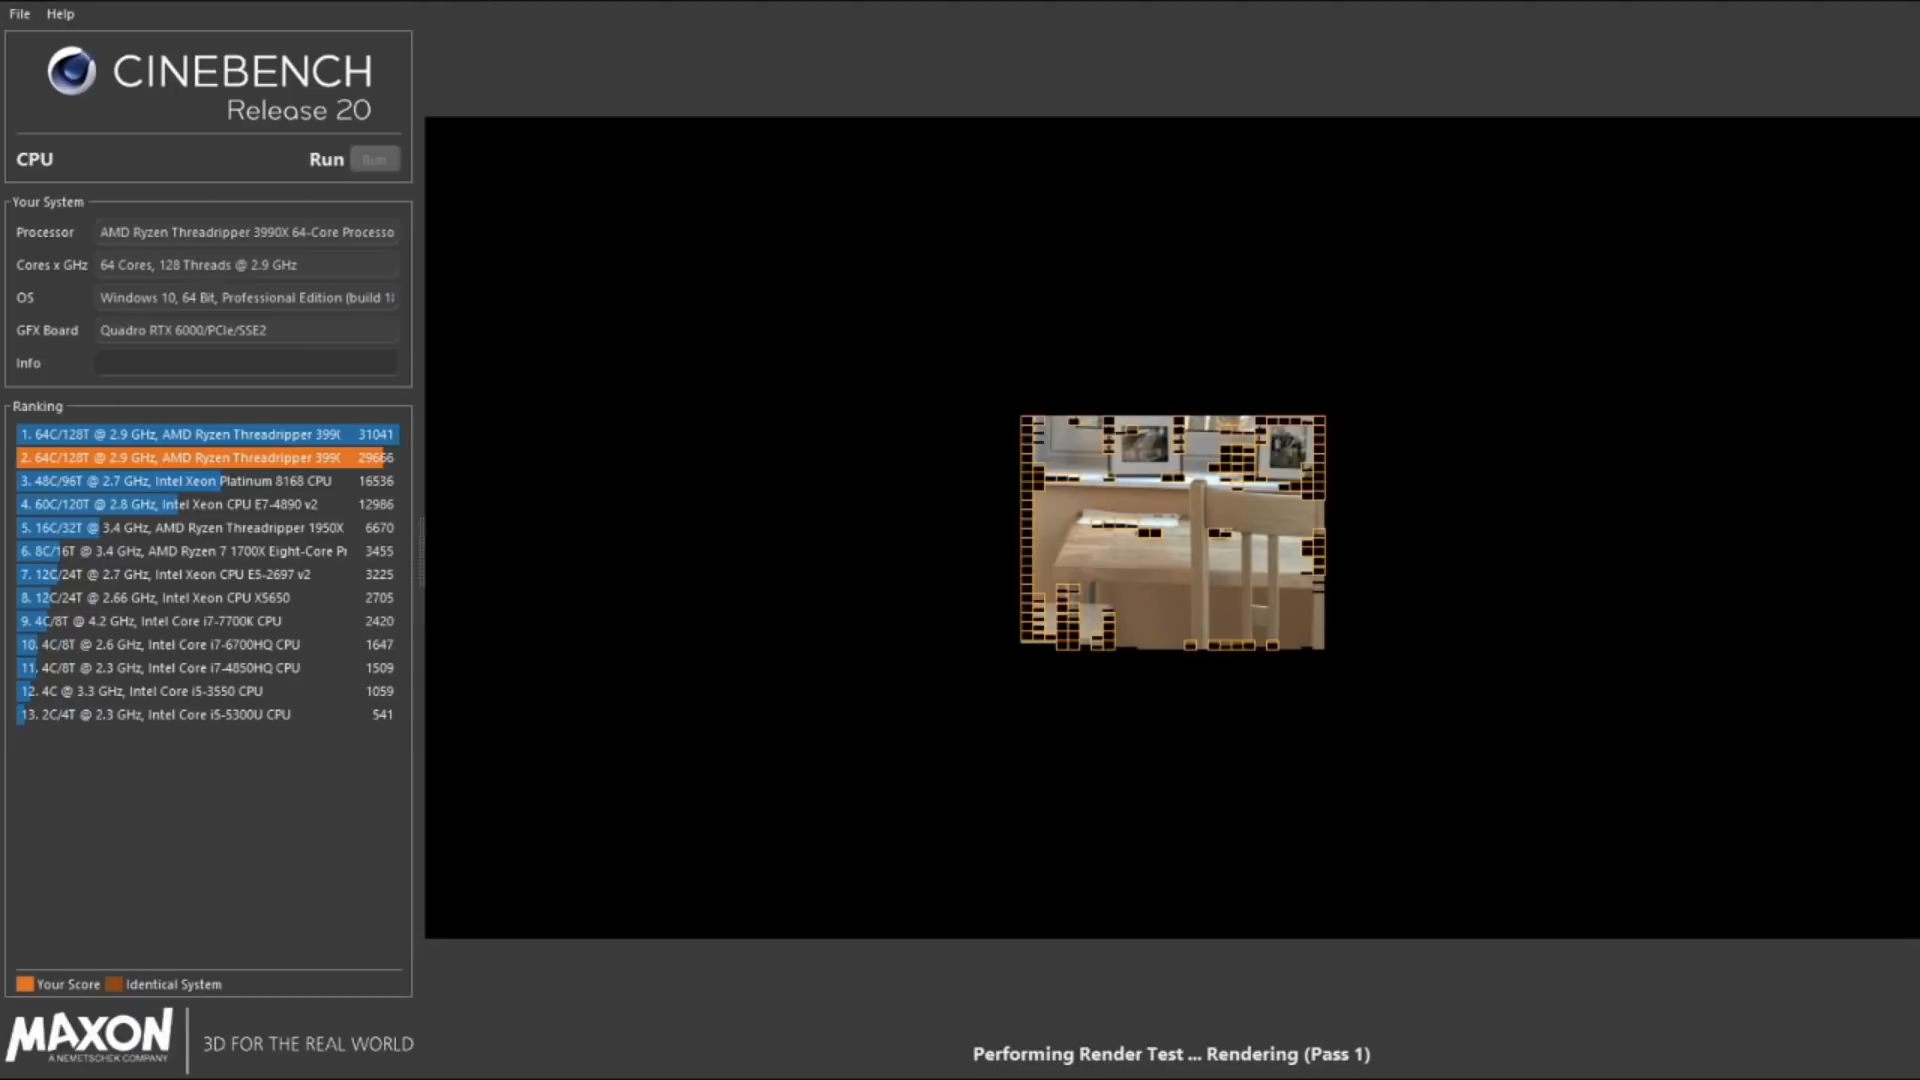 File Help
CINEBENCH
Release 20
CPU Run Run
Your System
Processor AMD Ryzen Threadripper 3990X 64-Core Processo
Cores x GHz 64 Cores, 128 Threads @ 2.9 GHz
OS Windows 10, 64 Bit, Professional Edition (build 18
GFX Board Quadro RTX 6000/PCIe/SSE2
Info
Ranking
1. 64C/128T @ 2.9 GHz, AMD Ryzen Threadripper 3990 31041
2. 64C/128T @ 2.9 GHz, AMD Ryzen Threadripper 3990 29666
3. 48C/96T @ 2.7 GHz, Intel Xeon Platinum 8168 CPU 16536
4. 60C/120T @ 2.8 GHz, Intel Xeon CPU E7-4890 v2 12986
5. 16C/32T @ 3.4 GHz, AMD Ryzen Threadripper 1950X 6670
6. 8C/16T @ 3.4 GHz, AMD Ryzen 7 1700X Eight-Core Pr 3455
7. 12C/24T @ 2.7 GHz, Intel Xeon CPU E5-2697 v2 3225
8. 12C/24T @ 2.66 GHz, Intel Xeon CPU X5650 2705
9. 4C/8T @ 4.2 GHz, Intel Core i7-7700K CPU 2420
10. 4C/8T @ 2.6 GHz, Intel Core i7-6700HQ CPU 1647
11. 4C/8T @ 2.3 GHz, Intel Core i7-4850HQ CPU 1509
12. 4C @ 3.3 GHz, Intel Core i5-3550 CPU 1059
13. 2C/4T @ 2.3 GHz, Intel Core i5-5300U CPU 541
Your Score Identical System
MAXON
A NEMETSCHEK COMPANY
3D FOR THE REAL WORLD
Performing Render Test ... Rendering (Pass 1)